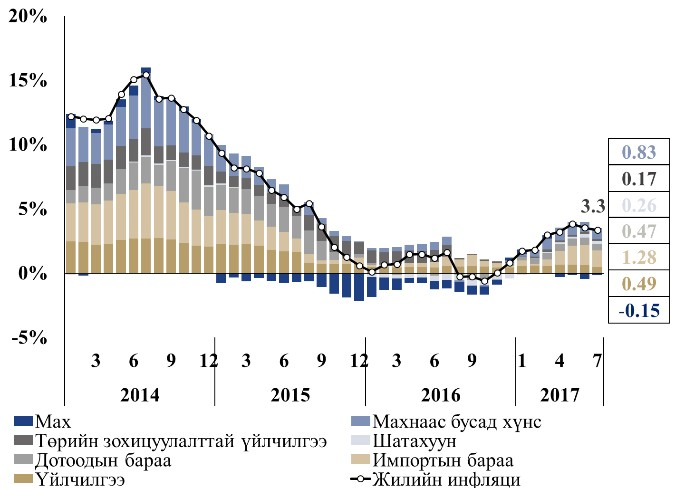 20%
15%
10%
5%
0%
-5%
0.83
0.17
0.26
0.47
1.28
0.49
-0.15
3.3
3 6 9 12 3 6 9 12 3 6 9 1 4 7
2014 2015 2016 2017
Мах Махнаас бусад хүнс
Төрийн зохицуулалттай үйлчилгээ Шатахуун
Дотоодын бараа Импортын бараа
Үйлчилгээ Жилийн инфляци